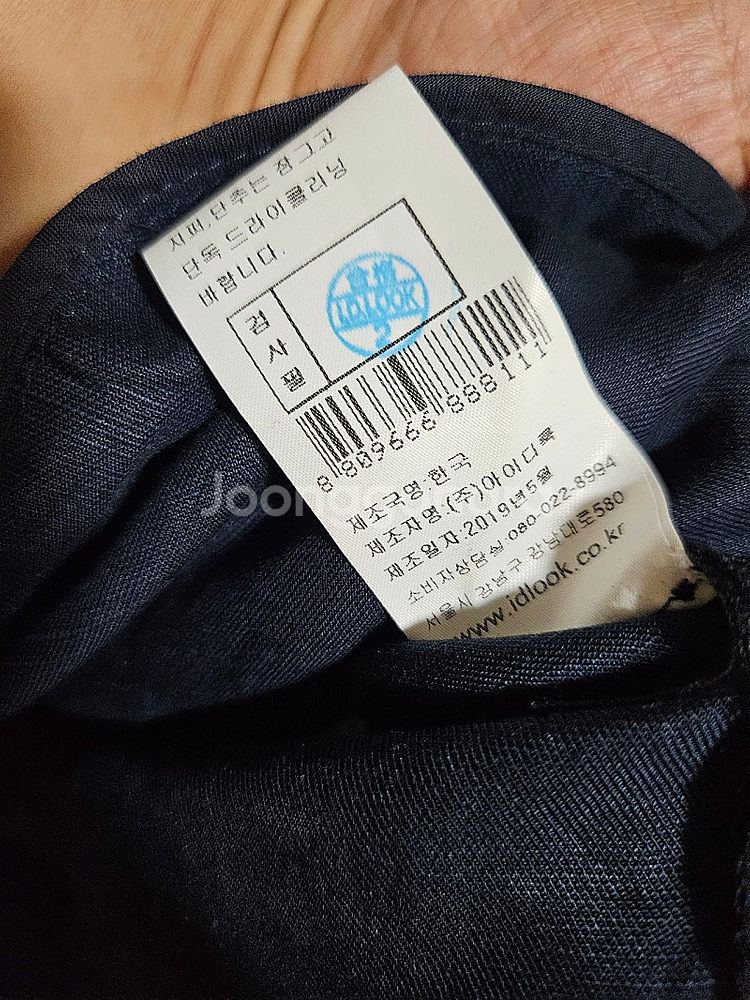 지퍼,단추는 잠그고
단독 드라이클리닝
바랍니다.
검사필
合格
IDLOOK
2
8 809666 888111
제조국명:한국
제조자명:(주)아이디룩
제조일자:2019년5월
소비자상담실:080-022-8994
서울시 강남구 강남대로580
www.idlook.co.kr